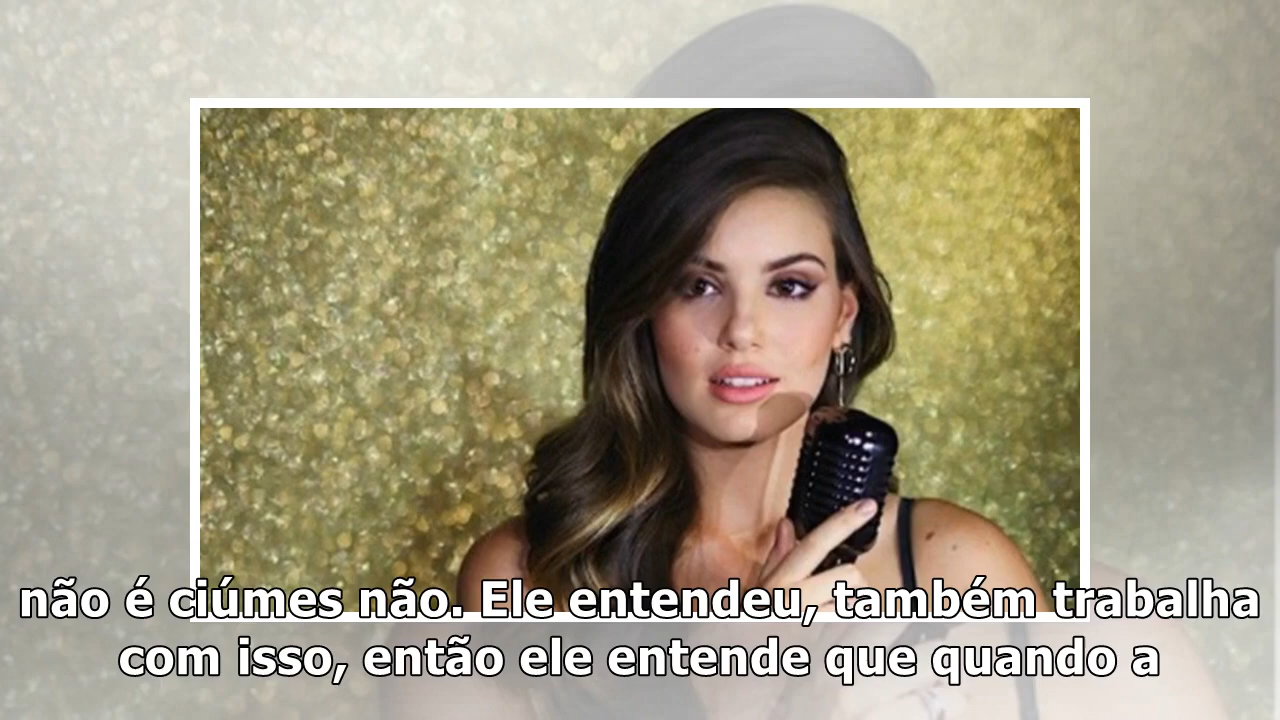 não é ciúmes não. Ele entendeu, também trabalha
com isso, então ele entende que quando a